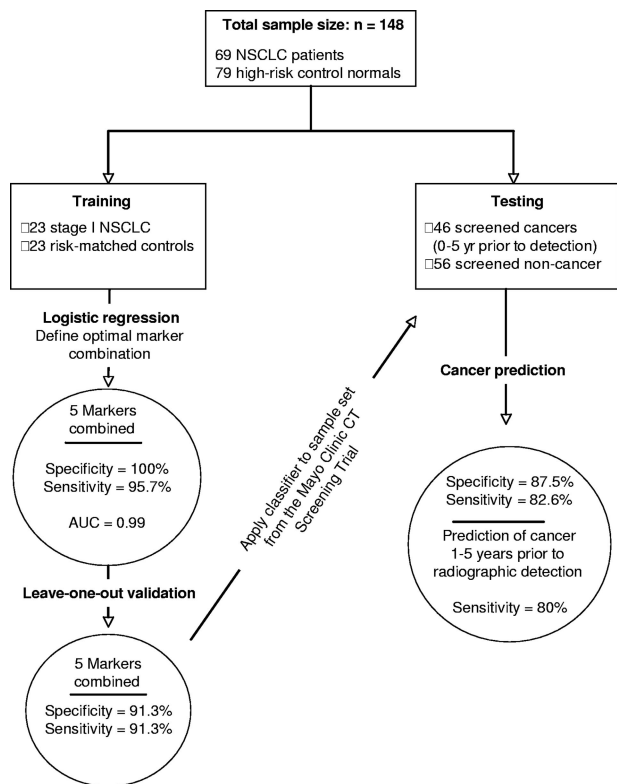 Total sample size: n = 148
69 NSCLC patients
79 high-risk control normals
Training
□23 stage I NSCLC
□23 risk-matched controls
Testing
□46 screened cancers
(0-5 yr prior to detection)
□56 screened non-cancer
Logistic regression
Define optimal marker
combination
5 Markers
combined
Specificity = 100%
Sensitivity = 95.7%
AUC = 0.99
Leave-one-out validation
5 Markers
combined
Specificity = 91.3%
Sensitivity = 91.3%
Apply classifier to sample set
from the Mayo Clinic CT
Screening Trial
Cancer prediction
Specificity = 87.5%
Sensitivity = 82.6%
Prediction of cancer
1-5 years prior to
radiographic detection
Sensitivity = 80%